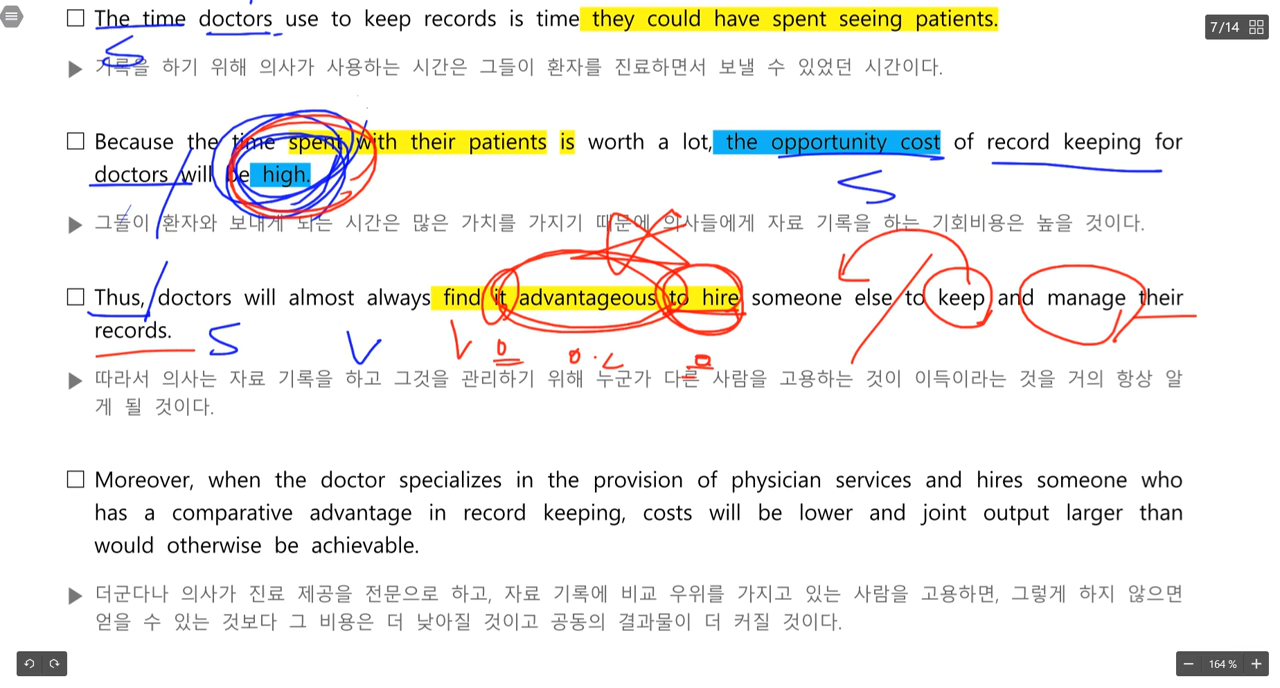 ☐ The time doctors use to keep records is time they could have spent seeing patients.
7/14
▶ 기록을 하기 위해 의사가 사용하는 시간은 그들이 환자를 진료하면서 보낼 수 있었던 시간이다.
S
☐ Because the time spent with their patients is worth a lot, the opportunity cost of record keeping for
doctors will be high.
S
▶ 그들이 환자와 보내게 되는 시간은 많은 가치를 가지기 때문에 의사들에게 자료 기록을 하는 기회비용은 높을 것이다.
☐ Thus, doctors will almost always find it advantageous to hire someone else to keep and manage their
records.
S V V O O.C O
▶ 따라서 의사는 자료 기록을 하고 그것을 관리하기 위해 누군가 다른 사람을 고용하는 것이 이득이라는 것을 거의 항상 알
게 될 것이다.
☐ Moreover, when the doctor specializes in the provision of physician services and hires someone who
has a comparative advantage in record keeping, costs will be lower and joint output larger than
would otherwise be achievable.
▶ 더군다나 의사가 진료 제공을 전문으로 하고, 자료 기록에 비교 우위를 가지고 있는 사람을 고용하면, 그렇게 하지 않으면
얻을 수 있는 것보다 그 비용은 더 낮아질 것이고 공동의 결과물이 더 커질 것이다.
164 %